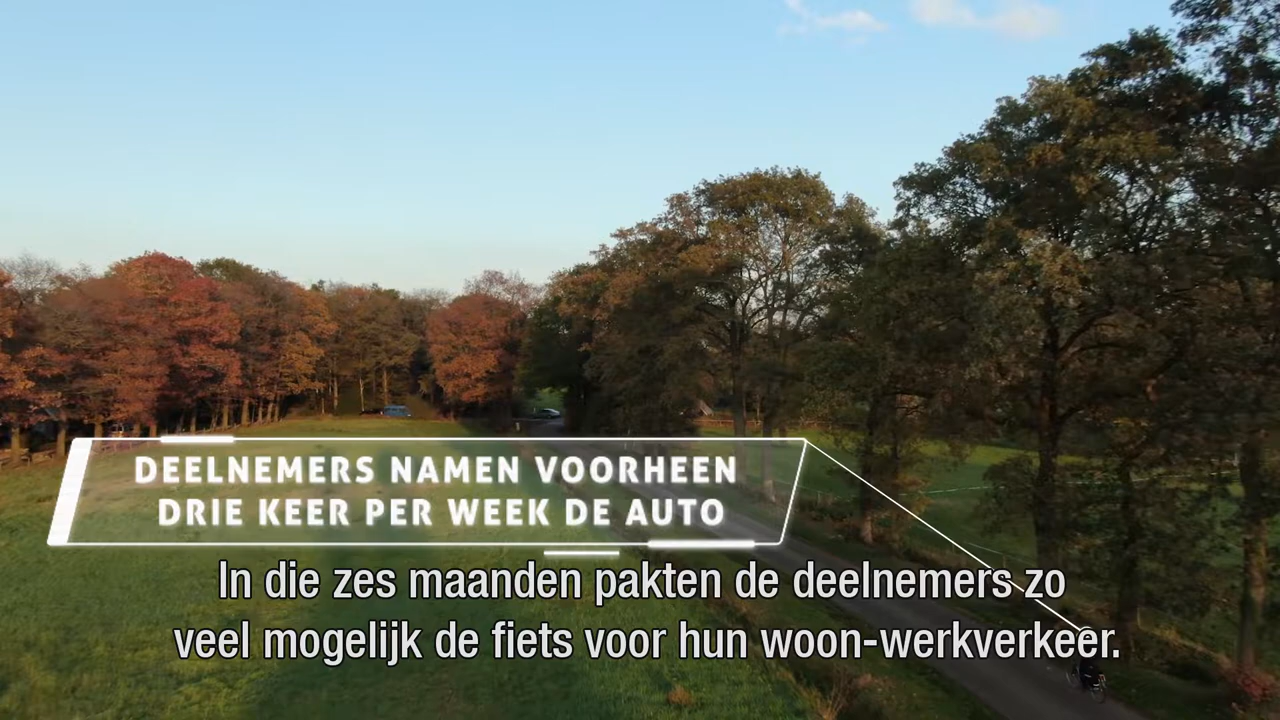 DEELNEMERS NAMEN VOORHEEN
DRIE KEER PER WEEK DE AUTO
In die zes maanden pakten de deelnemers zo
veel mogelijk de fiets voor hun woon-werkverkeer.